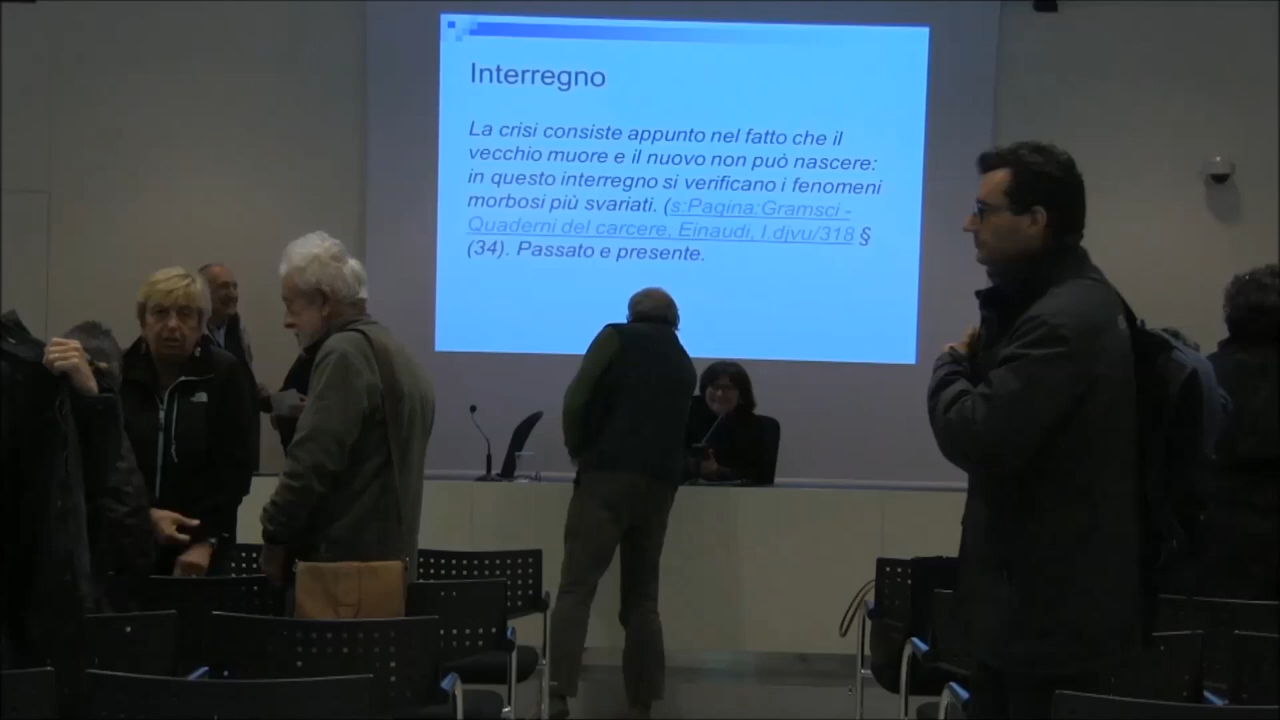 Interregno
La crisi consiste appunto nel fatto che il
vecchio muore e il nuovo non può nascere:
in questo interregno si verificano i fenomeni
morbosi più svariati. (s:Pagina:Gramsci -
Quaderni del carcere, Einaudi, I.djvu/318 §
(34). Passato e presente.